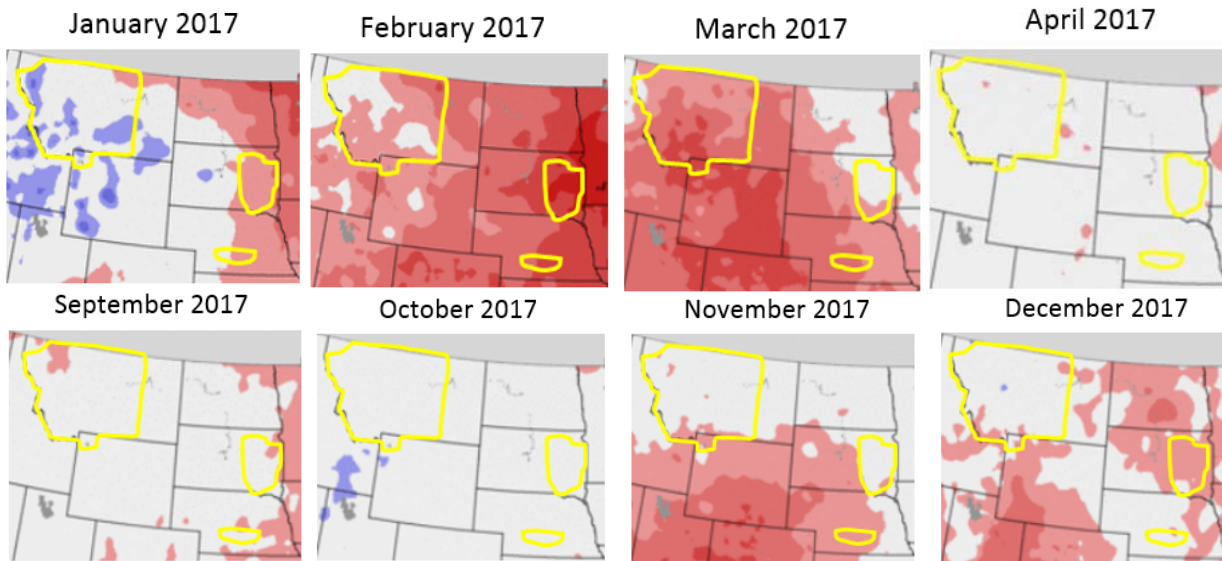 January 2017
February 2017
March 2017
April 2017
September 2017
October 2017
November 2017
December 2017